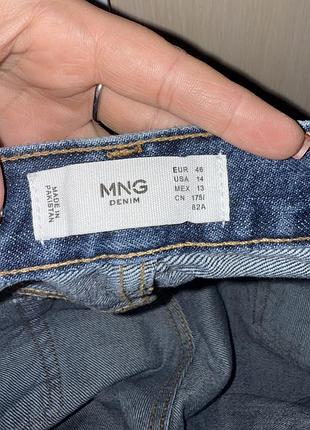 MADE IN
PAKISTAN
MNG
DENIM
EUR 46
USA 14
MEX 13
CN 175/
82A